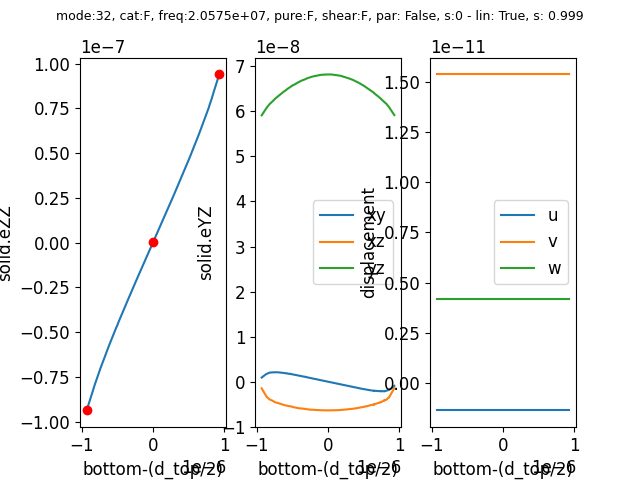 mode:32, cat:F, freq:2.0575e+07, pure:F, shear:F, par: False, s:0 - lin: True, s: 0.999
1e−7
1.00
0.75
0.50
0.25
0.00
−0.25
−0.50
−0.75
−1.00
solid.eZZ
−1
0
1
1e−6
bottom-(d_top/2)
1e−8
7
6
5
4
3
2
1
0
−1
solid.eYZ
xy
xz
yz
−1
0
1
1e−6
bottom-(d_top/2)
1e−11
1.50
1.25
1.00
0.75
0.50
0.25
0.00
displacement
u
v
w
−1
0
1
1e−6
bottom-(d_top/2)